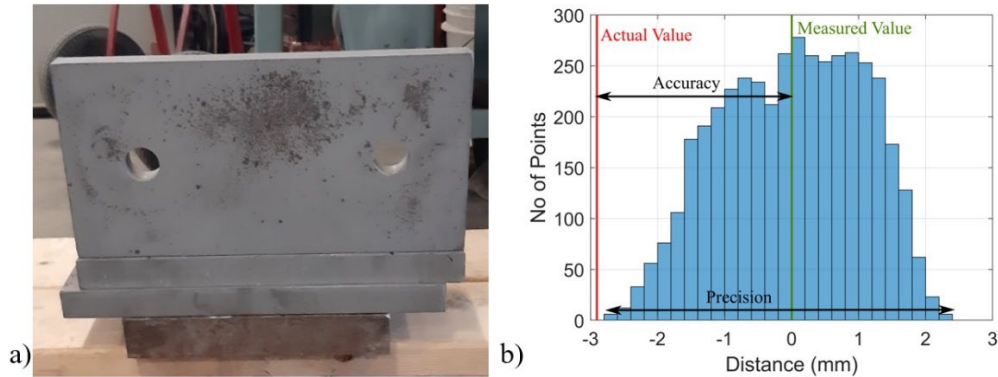 a)
b)
300
250
200
150
100
50
0
No of Points
Actual Value
Measured Value
Accuracy
Precision
-3
-2
-1
0
1
2
3
Distance (mm)